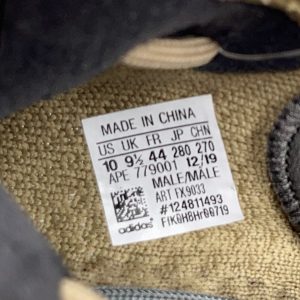 MADE IN CHINA
US UK FR JP CHN
10 9½ 44 280 270
APE 779001 12/19
MALE/MALE
ART FX9033
#124811493
adidas